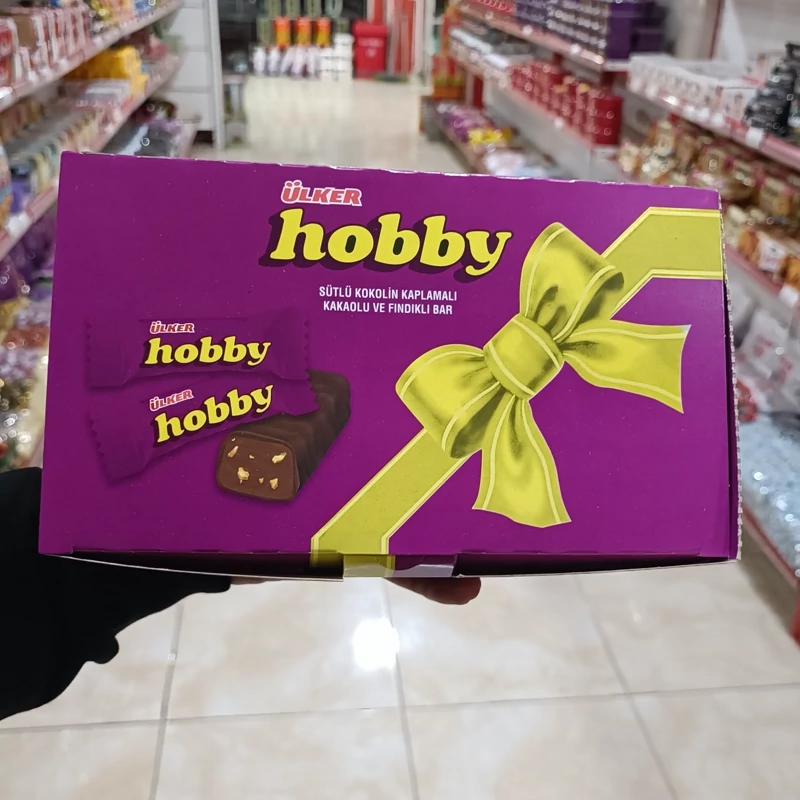 ÜLKER
hobby
SÜTLÜ KOKOLİN KAPLAMALI
KAKAOLU VE FINDIKLI BAR
ÜLKER
hobby
ÜLKER
hobby